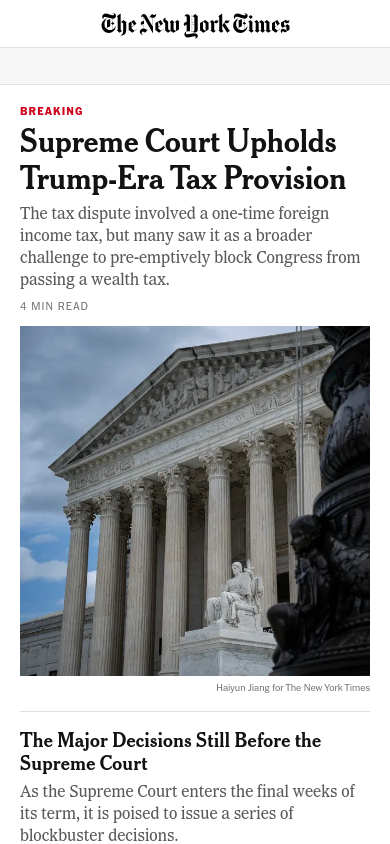 The New York Times
BREAKING
Supreme Court Upholds
Trump-Era Tax Provision
The tax dispute involved a one-time foreign
income tax, but many saw it as a broader
challenge to pre-emptively block Congress from
passing a wealth tax.
4 MIN READ
Haiyun Jiang for The New York Times
The Major Decisions Still Before the
Supreme Court
As the Supreme Court enters the final weeks of
its term, it is poised to issue a series of
blockbuster decisions.